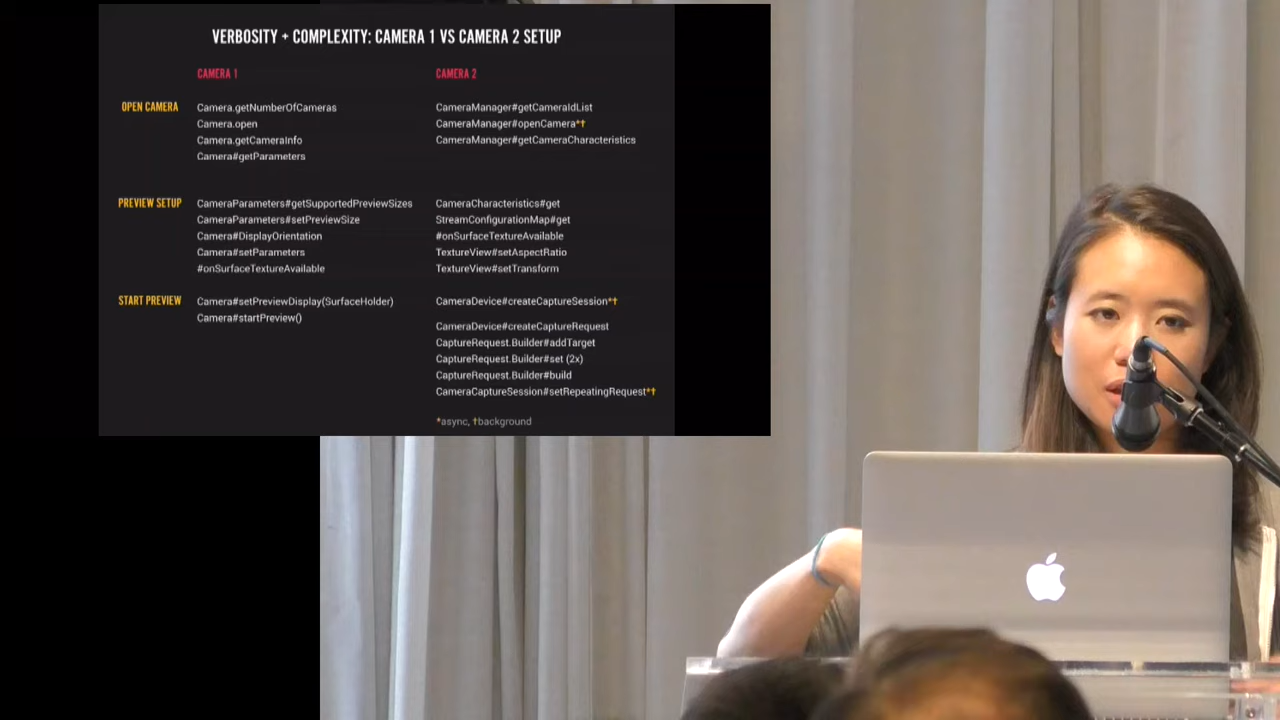 VERBOSITY + COMPLEXITY: CAMERA 1 VS CAMERA 2 SETUP
CAMERA 1 CAMERA 2
OPEN CAMERA Camera.getNumberOfCameras CameraManager#getCameraIdList
Camera.open CameraManager#openCamera*†
Camera.getCameraInfo CameraManager#getCameraCharacteristics
Camera#getParameters
PREVIEW SETUP CameraParameters#getSupportedPreviewSizes CameraCharacteristics#get
CameraParameters#setPreviewSize StreamConfigurationMap#get
Camera#DisplayOrientation #onSurfaceTextureAvailable
Camera#setParameters TextureView#setAspectRatio
#onSurfaceTextureAvailable TextureView#setTransform
START PREVIEW Camera#setPreviewDisplay(SurfaceHolder) CameraDevice#createCaptureSession*†
Camera#startPreview()
CameraDevice#createCaptureRequest
CaptureRequest.Builder#addTarget
CaptureRequest.Builder#set (2x)
CaptureRequest.Builder#build
CameraCaptureSession#setRepeatingRequest*†
*async, †background